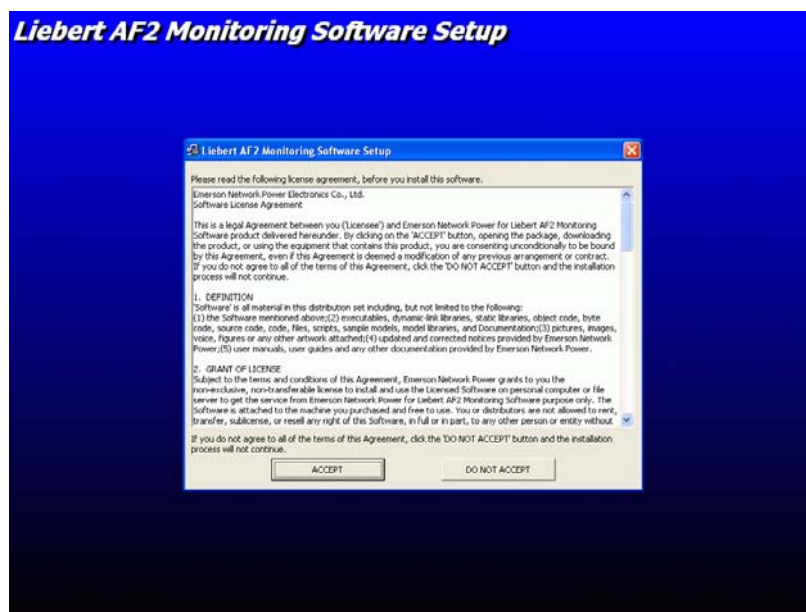 Liebert AF2 Monitoring Software Setup
Liebert AF2 Monitoring Software Setup
Please read the following license agreement, before you install this software.
Emerson Network Power Electronics Co., Ltd.
Software License Agreement
This is a legal Agreement between you ('Licensee') and Emerson Network Power for Liebert AF2 Monitoring
Software product delivered hereunder. By clicking on the 'ACCEPT' button, opening the package, downloading
the product, or using the equipment that contains this product, you are consenting unconditionally to be bound
by this Agreement, even if this Agreement is deemed a modification of any previous arrangement or contract.
If you do not agree to all of the terms of this Agreement, click the 'DO NOT ACCEPT' button and the installation
process will not continue.
1. DEFINITION
'Software' is all material in this distribution set including, but not limited to the following:
(1) the Software mentioned above;(2) executables, dynamic-link libraries, static libraries, object code, byte
code, source code, code, files, scripts, sample models, model libraries, and Documentation;(3) pictures, images,
voice, figures or any other artwork attached;(4) updated and corrected notices provided by Emerson Network
Power;(5) user manuals, user guides and any other documentation provided by Emerson Network Power.
2. GRANT OF LICENSE
Subject to the terms and conditions of this Agreement, Emerson Network Power grants to you the
non-exclusive, non-transferable license to install and use the Licensed Software on personal computer or file
server to get the service from Emerson Network Power for Liebert AF2 Monitoring Software purpose only. The
Software is attached to the machine you purchased and free to use. You or distributors are not allowed to rent,
transfer, sublicense, or resell any right of this Software, in full or in part, to any other person or entity without
If you do not agree to all of the terms of this Agreement, click the 'DO NOT ACCEPT' button and the installation
process will not continue.
ACCEPT
DO NOT ACCEPT